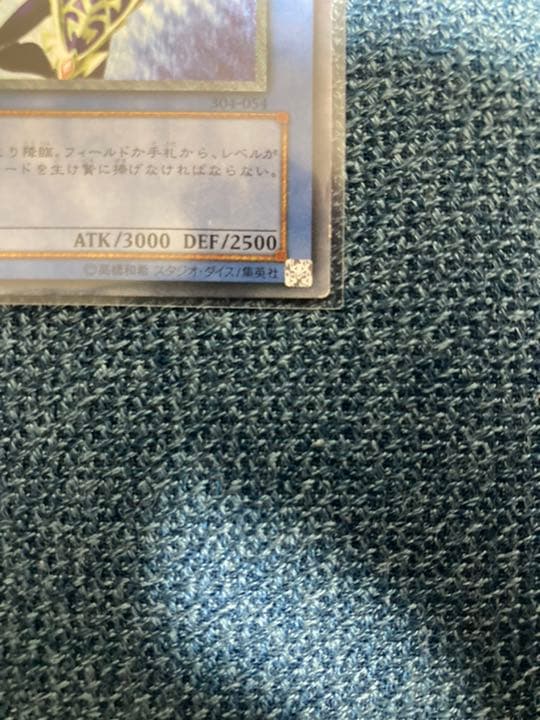 304-054
り降臨。フィールドか手札から、レベルが
ードを生け贄に捧げなければならない。
ATK/3000 DEF/2500
©高橋和希 スタジオ・ダイス/集英社